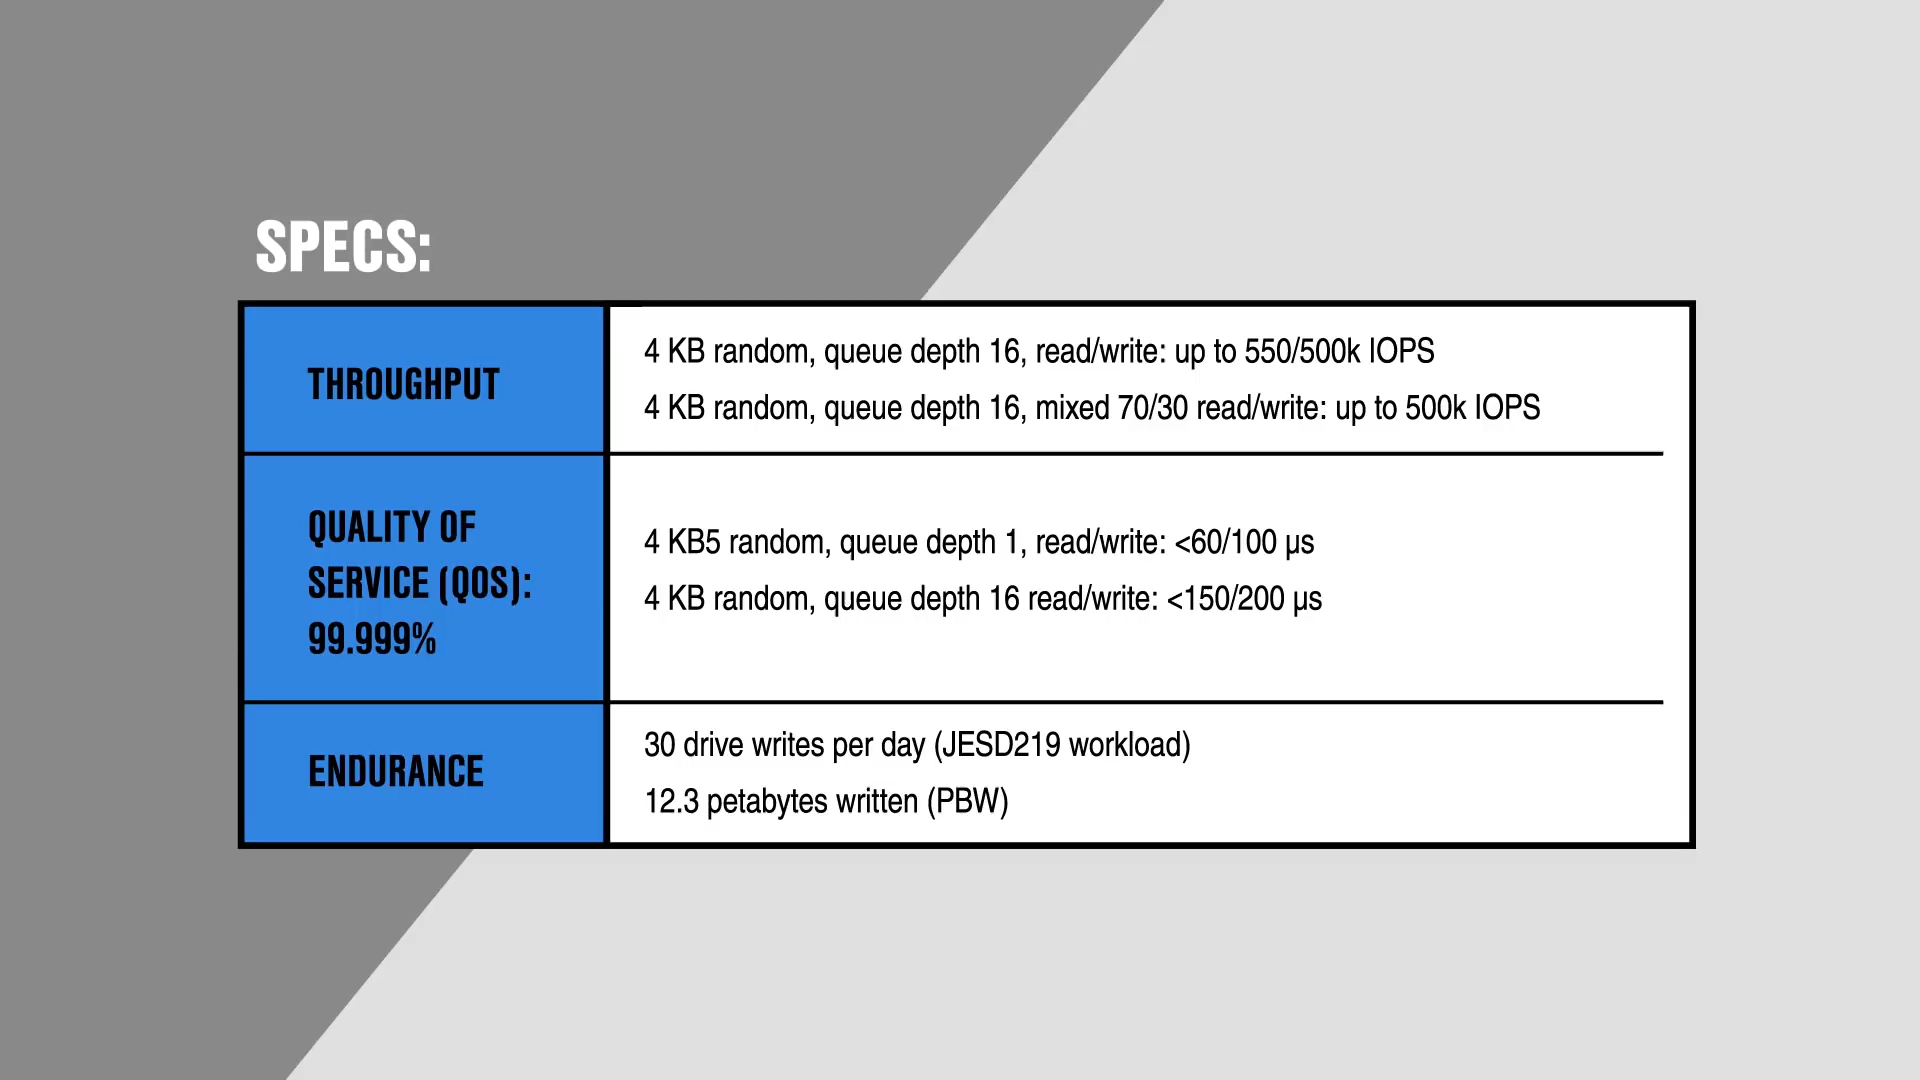 SPECS:
THROUGHPUT
4 KB random, queue depth 16, read/write: up to 550/500k IOPS
4 KB random, queue depth 16, mixed 70/30 read/write: up to 500k IOPS
QUALITY OF
SERVICE (QOS):
99.999%
4 KB5 random, queue depth 1, read/write: <60/100 µs
4 KB random, queue depth 16 read/write: <150/200 µs
ENDURANCE
30 drive writes per day (JESD219 workload)
12.3 petabytes written (PBW)